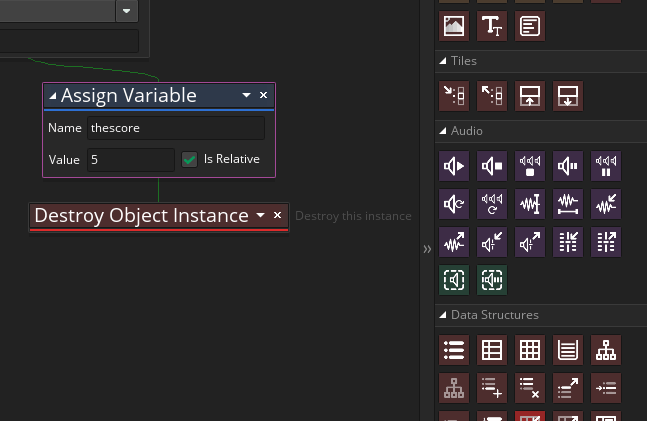 Assign Variable
Name thescore
Value 5 Is Relative
Destroy Object Instance Destroy this instance
Tiles
Audio
Data Structures